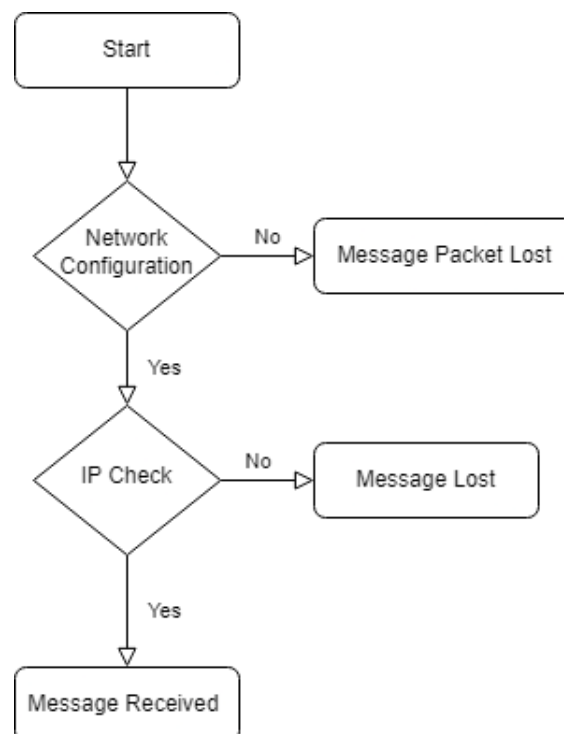 Start
Network
Configuration
No
Message Packet Lost
Yes
IP Check
No
Message Lost
Yes
Message Received